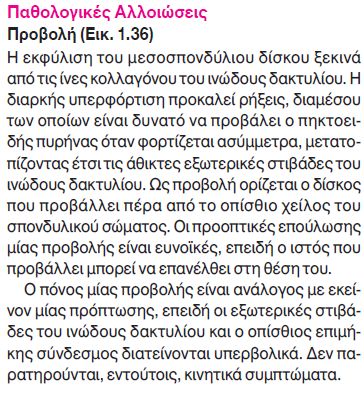 Παθολογικές Αλλοιώσεις
Προβολή (Εικ. 1.36)
Η εκφύλιση του μεσοσπονδύλιου δίσκου ξεκινά
από τις ίνες κολλαγόνου του ινώδους δακτυλίου. Η
διαρκής υπερφόρτιση προκαλεί ρήξεις, διαμέσου
των οποίων είναι δυνατό να προβάλει ο πηκτοει-
δής πυρήνας όταν φορτίζεται ασύμμετρα, μετατο-
πίζοντας έτσι τις άθικτες εξωτερικές στιβάδες του
ινώδους δακτυλίου. Ως προβολή ορίζεται ο δίσκος
που προβάλλει πέρα από το οπίσθιο χείλος του
σπονδυλικού σώματος. Οι προοπτικές επούλωσης
μίας προβολής είναι ευνοϊκές, επειδή ο ιστός που
προβάλλει μπορεί να επανέλθει στη θέση του.
Ο πόνος μίας προβολής είναι ανάλογος με εκεί-
νον μίας πρόπτωσης, επειδή οι εξωτερικές στιβά-
δες του ινώδους δακτυλίου και ο οπίσθιος επιμή-
κης σύνδεσμος διατείνονται υπερβολικά. Δεν πα-
ρατηρούνται, εντούτοις, κινητικά συμπτώματα.